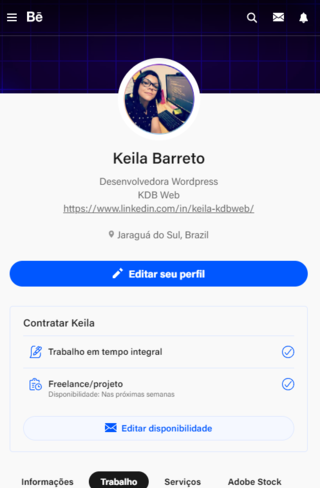 Bē
Keila Barreto
Desenvolvedora Wordpress
KDB Web
https://www.linkedin.com/in/keila-kdbweb/
Jaraguá do Sul, Brazil
Editar seu perfil
Contratar Keila
Trabalho em tempo integral
Freelance/projeto
Disponibilidade: Nas próximas semanas
Editar disponibilidade
Informações Trabalho Serviços Adobe Stock